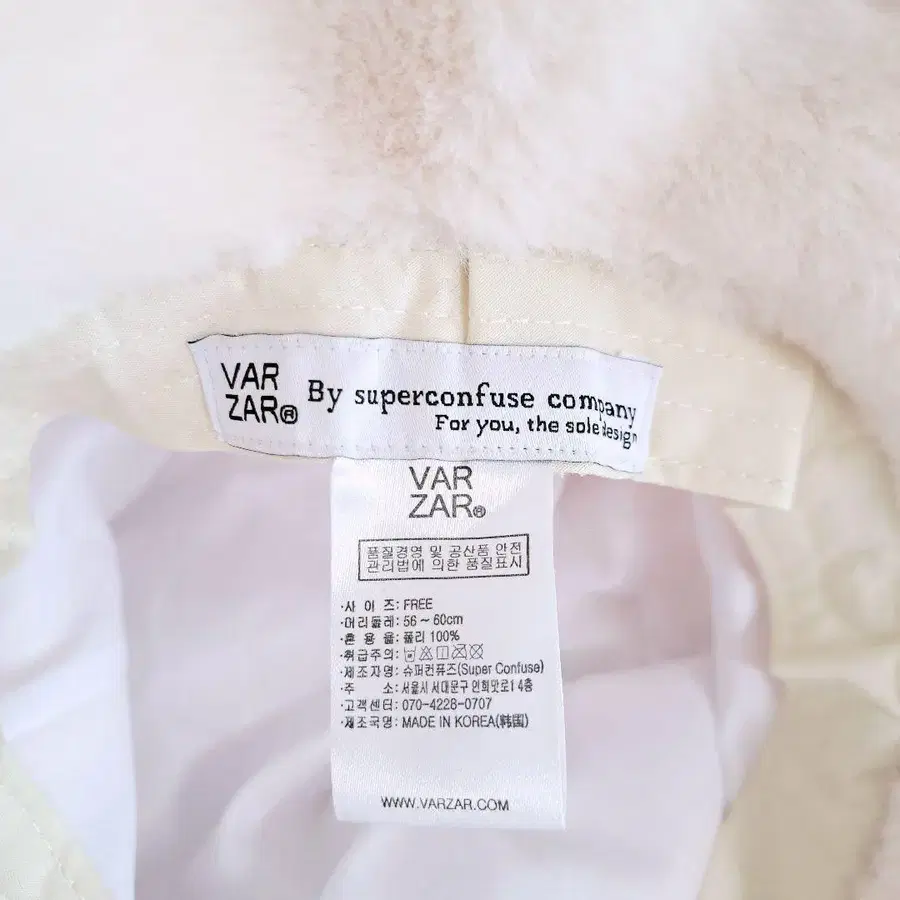 VAR
ZAR®
By superconfuse company
For you, the sole design
VAR
ZAR®
품질경영 및 공산품 안전
관리법에 의한 품질표시
·사 이 즈: FREE
·머리둘레: 56 ~ 60cm
·혼 용 율: 폴리 100%
·취급주의:
·제조자명: 슈퍼컨퓨즈(Super Confuse)
·주 소: 서울시 서대문구 연희맛로1 4층
·고객센터: 070-4228-0707
·제조국명: MADE IN KOREA(韩国)
WWW.VARZAR.COM